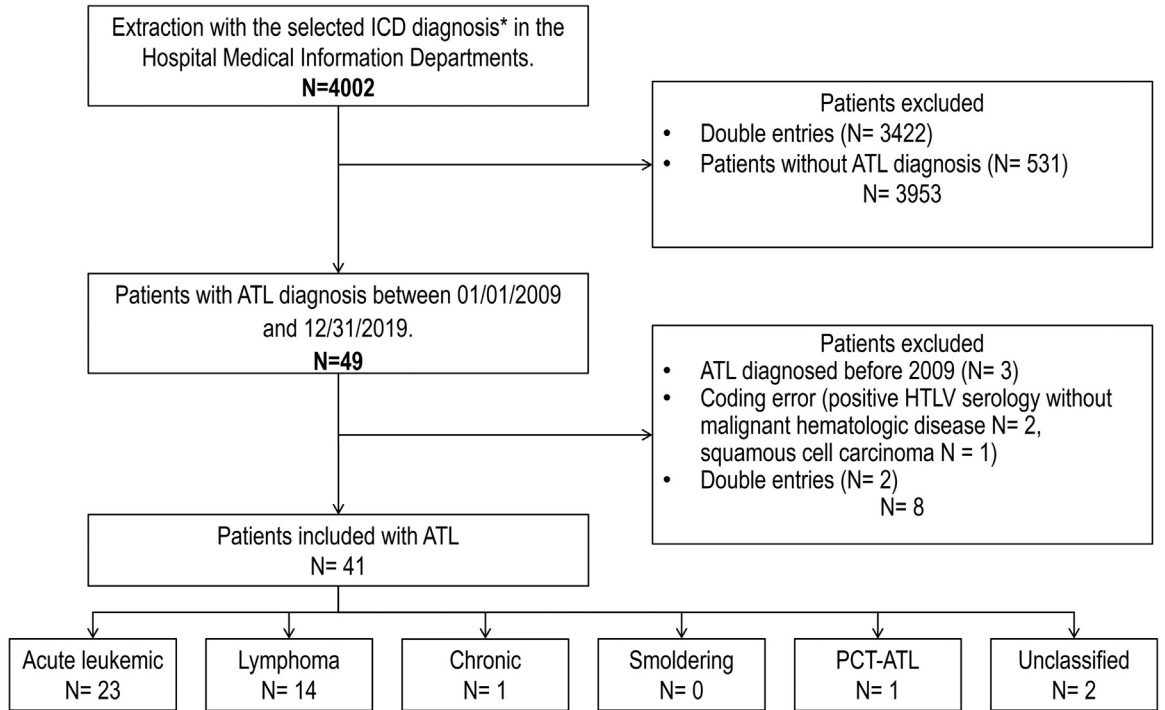 Extraction with the selected ICD diagnosis* in the
Hospital Medical Information Departments.
N=4002
Patients excluded
• Double entries (N= 3422)
• Patients without ATL diagnosis (N= 531)
N= 3953
Patients with ATL diagnosis between 01/01/2009
and 12/31/2019.
N=49
Patients excluded
• ATL diagnosed before 2009 (N= 3)
• Coding error (positive HTLV serology without
malignant hematologic disease N= 2,
squamous cell carcinoma N = 1)
• Double entries (N= 2)
N= 8
Patients included with ATL
N= 41
Acute leukemic
N= 23
Lymphoma
N= 14
Chronic
N= 1
Smoldering
N= 0
PCT-ATL
N= 1
Unclassified
N= 2